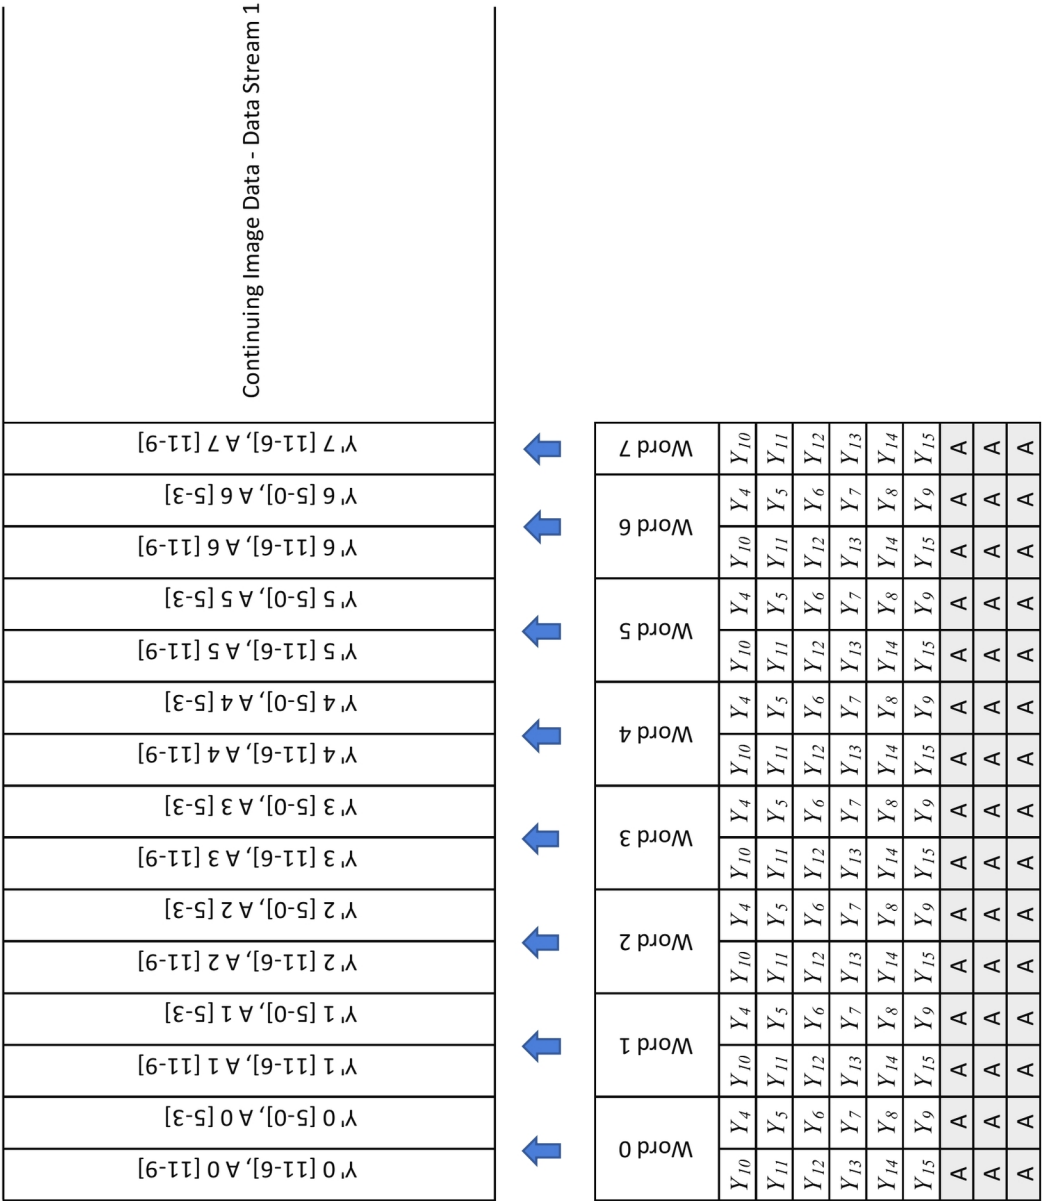 Y' 0 [11-6], A 0 [11-9]
Y' 0 [5-0], A 0 [5-3]
Y' 1 [11-6], A 1 [11-9]
Y' 1 [5-0], A 1 [5-3]
Y' 2 [11-6], A 2 [11-9]
Y' 2 [5-0], A 2 [5-3]
Y' 3 [11-6], A 3 [11-9]
Y' 3 [5-0], A 3 [5-3]
Y' 4 [11-6], A 4 [11-9]
Y' 4 [5-0], A 4 [5-3]
Y' 5 [11-6], A 5 [11-9]
Y' 5 [5-0], A 5 [5-3]
Y' 6 [11-6], A 6 [11-9]
Y' 6 [5-0], A 6 [5-3]
Y' 7 [11-6], A 7 [11-9]
Continuing Image Data - Data Stream 1
Word 0 Word 1 Word 2 Word 3 Word 4 Word 5 Word 6 Word 7
Y10 Y4 Y10 Y4 Y10 Y4 Y10 Y4 Y10 Y4 Y10 Y4 Y10 Y4 Y10
Y11 Y5 Y11 Y5 Y11 Y5 Y11 Y5 Y11 Y5 Y11 Y5 Y11 Y5 Y11
Y12 Y6 Y12 Y6 Y12 Y6 Y12 Y6 Y12 Y6 Y12 Y6 Y12 Y6 Y12
Y13 Y7 Y13 Y7 Y13 Y7 Y13 Y7 Y13 Y7 Y13 Y7 Y13 Y7 Y13
Y14 Y8 Y14 Y8 Y14 Y8 Y14 Y8 Y14 Y8 Y14 Y8 Y14 Y8 Y14
Y15 Y9 Y15 Y9 Y15 Y9 Y15 Y9 Y15 Y9 Y15 Y9 Y15 Y9 Y15
A A A A A A A A A A A A A A A
A A A A A A A A A A A A A A A
A A A A A A A A A A A A A A A